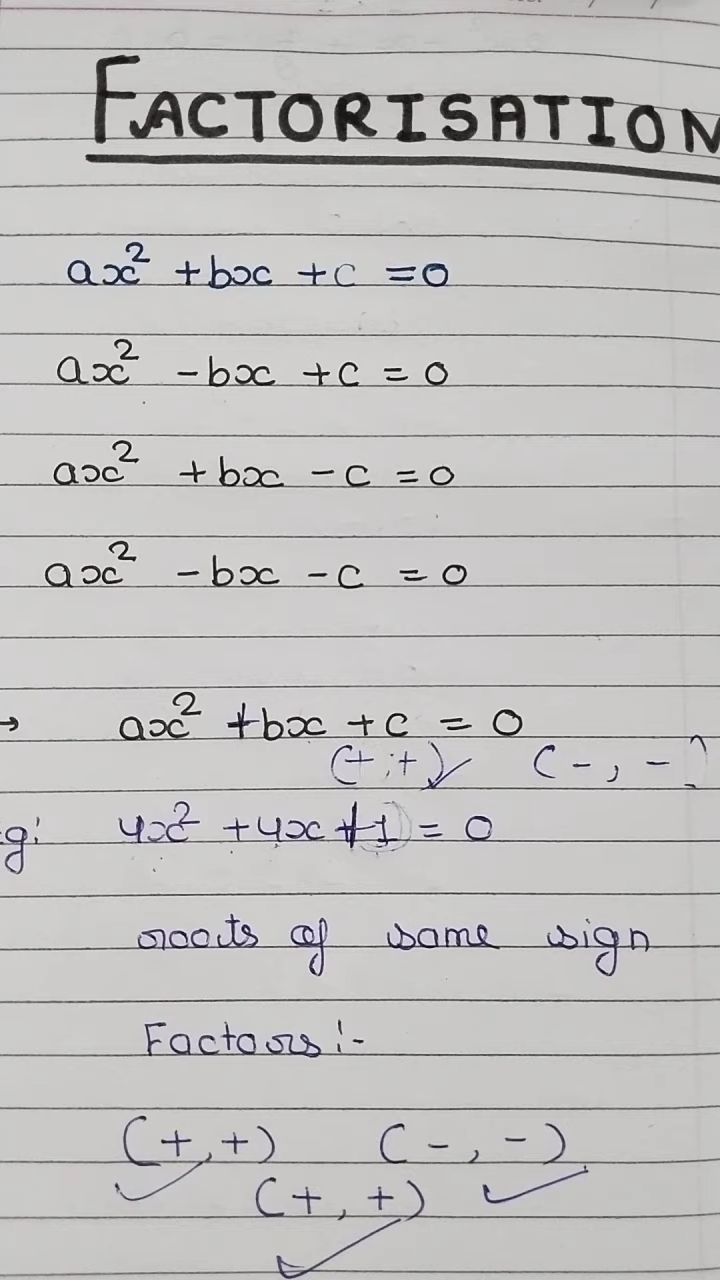 FACTORISATION
ax² + bx + c = 0
ax² - bx + c = 0
ax² + bx - c = 0
ax² - bx - c = 0
→ ax² + bx + c = 0
(+,+) ✓ (-, -)
g: 4x² + 4x + 1 = 0
roots of same sign
Factors :-
(+,+) ✓ (-,-) ✓
(+, +) ✓